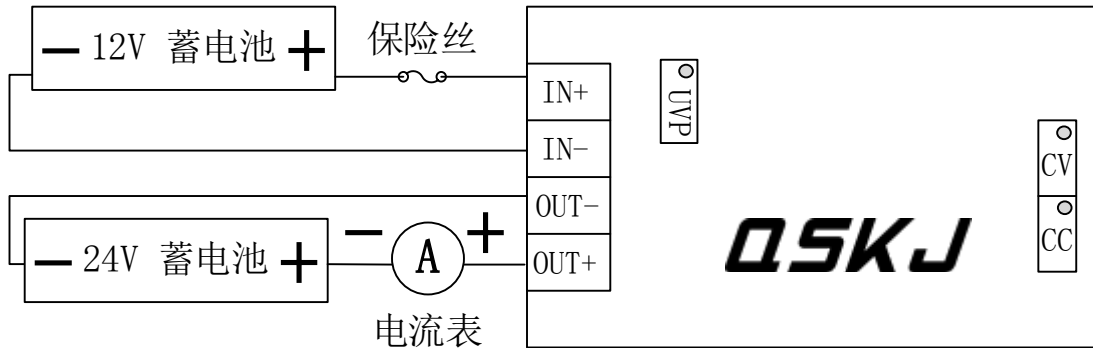 − 12V 蓄电池 +
保险丝
IN+
UVP
IN-
CV
OUT-
QSKJ
CC
− 24V 蓄电池 +
− A +
OUT+
电流表